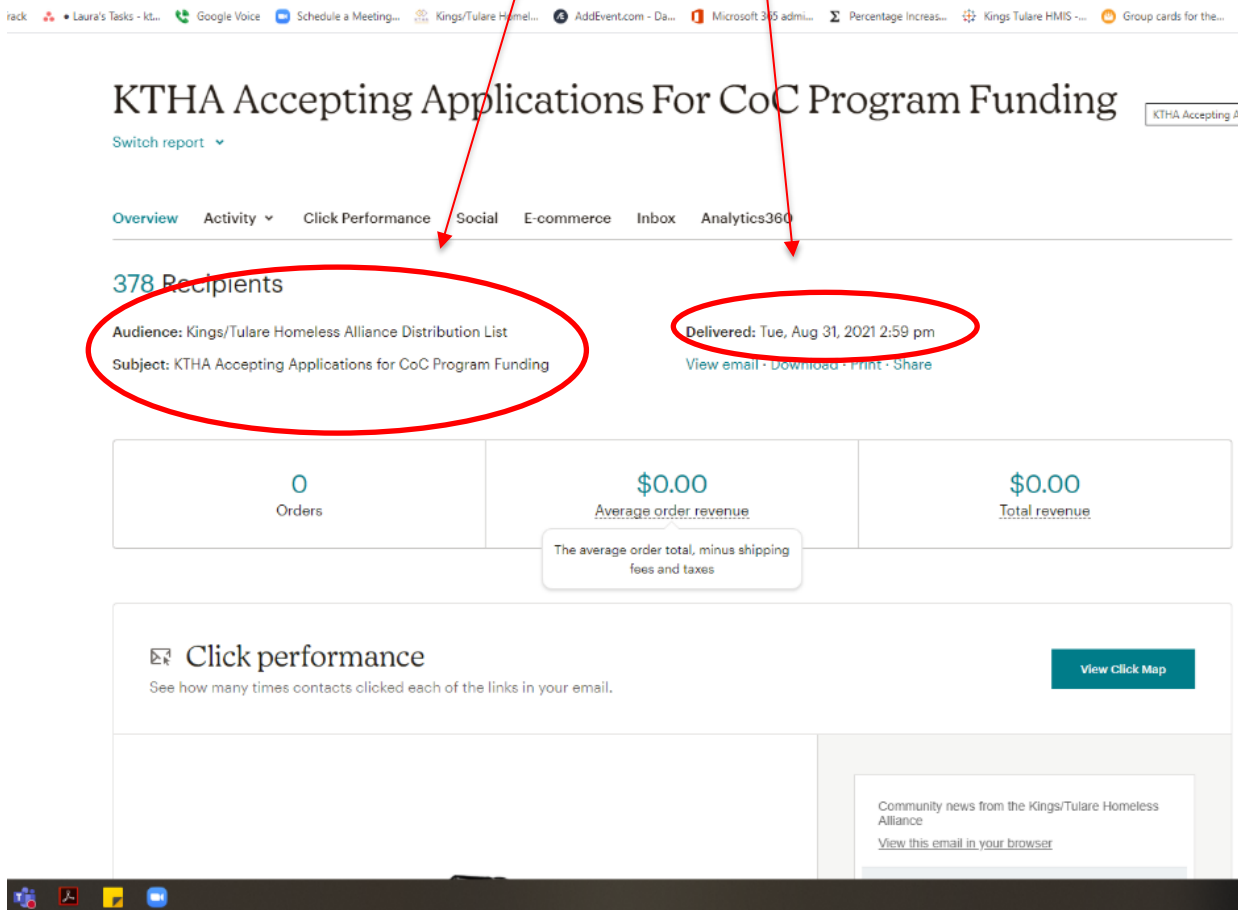 rack • Laura's Tasks - kt... Google Voice Schedule a Meeting... Kings/Tulare Homel... AddEvent.com - Da... Microsoft 365 admi... Percentage Increas... Kings Tulare HMIS -... Group cards for the...
KTHA Accepting Applications For CoC Program Funding
KTHA Accepting A
Switch report
Overview Activity Click Performance Social E-commerce Inbox Analytics360
378 Recipients
Audience: Kings/Tulare Homeless Alliance Distribution List
Delivered: Tue, Aug 31, 2021 2:59 pm
Subject: KTHA Accepting Applications for CoC Program Funding
View email · Download · Print · Share
0
Orders
$0.00
Average order revenue
$0.00
Total revenue
The average order total, minus shipping
fees and taxes
Click performance
See how many times contacts clicked each of the links in your email.
View Click Map
Community news from the Kings/Tulare Homeless
Alliance
View this email in your browser